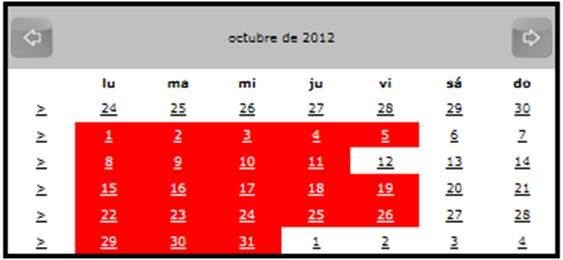 octubre de 2012
lu ma mi ju vi sá do
> 24 25 26 27 28 29 30
> 1 2 3 4 5 6 7
> 8 9 10 11 12 13 14
> 15 16 17 18 19 20 21
> 22 23 24 25 26 27 28
> 29 30 31 1 2 3 4